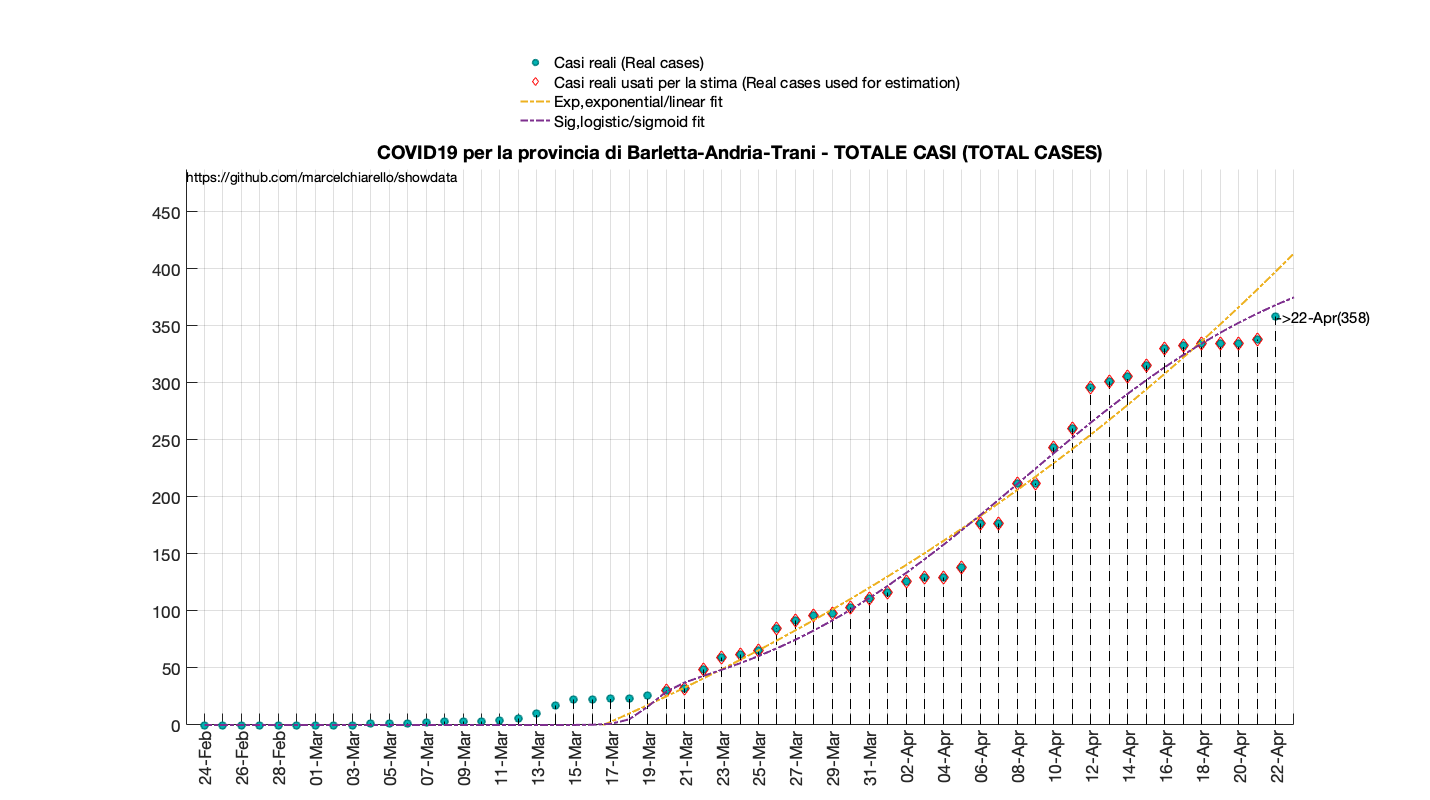 Casi reali (Real cases)
Casi reali usati per la stima (Real cases used for estimation)
Exp,exponential/linear fit
Sig,logistic/sigmoid fit
COVID19 per la provincia di Barletta-Andria-Trani - TOTALE CASI (TOTAL CASES)
https://github.com/marcelchiarello/showdata
450
400
350
300
250
200
150
100
50
0
->22-Apr(358)
24-Feb
26-Feb
28-Feb
01-Mar
03-Mar
05-Mar
07-Mar
09-Mar
11-Mar
13-Mar
15-Mar
17-Mar
19-Mar
21-Mar
23-Mar
25-Mar
27-Mar
29-Mar
31-Mar
02-Apr
04-Apr
06-Apr
08-Apr
10-Apr
12-Apr
14-Apr
16-Apr
18-Apr
20-Apr
22-Apr